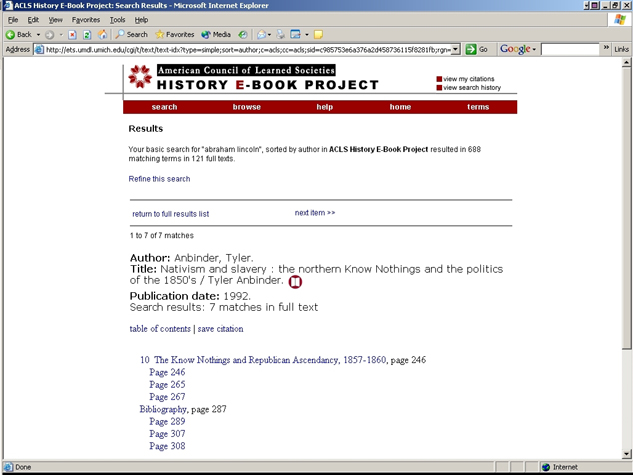 ACLS History E-Book Project: Search Results - Microsoft Internet Explorer
File Edit View Favorites Tools Help
Back Search Favorites Media
Address http://ets.umdl.umich.edu/cgi/t/text/text-idx?type=simple;sort=author;c=acls;cc=acls;sid=c985753e6a376a2d458736115f8281fb;rgn= Go Google Links
American Council of Learned Societies
HISTORY E-BOOK PROJECT
view my citations
view search history
search browse help home terms
Results
Your basic search for "abraham lincoln", sorted by author in ACLS History E-Book Project resulted in 688
matching terms in 121 full texts.
Refine this search
return to full results list next item >>
1 to 7 of 7 matches
Author: Anbinder, Tyler.
Title: Nativism and slavery : the northern Know Nothings and the politics
of the 1850's / Tyler Anbinder.
Publication date: 1992.
Search results: 7 matches in full text
table of contents | save citation
10 The Know Nothings and Republican Ascendancy, 1857-1860, page 246
Page 246
Page 265
Page 267
Bibliography, page 287
Page 289
Page 307
Page 308
Done Internet